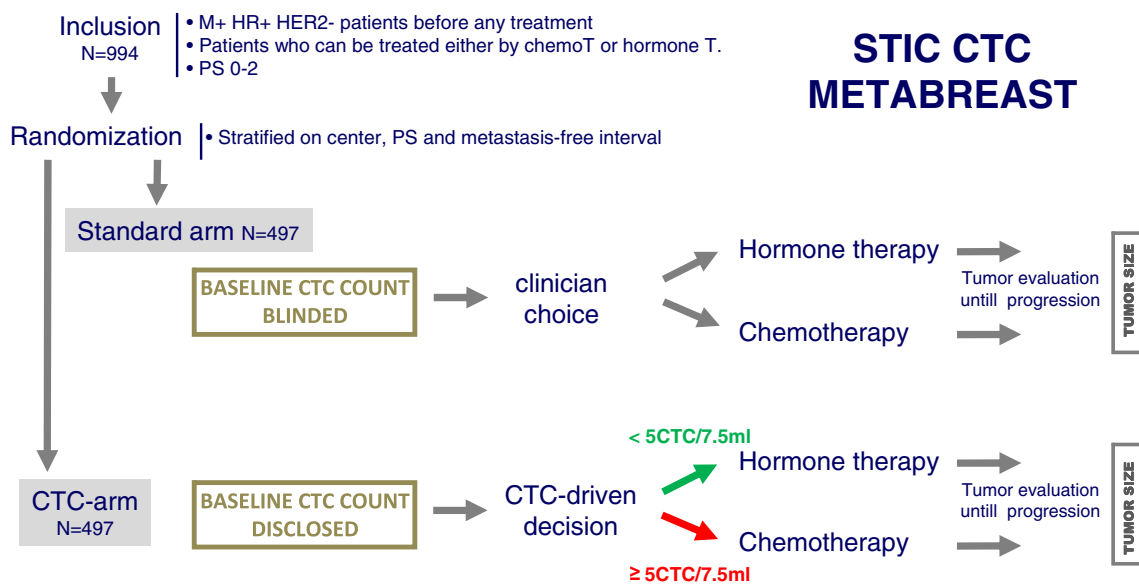 Inclusion
N=994
• M+ HR+ HER2- patients before any treatment
• Patients who can be treated either by chemoT or hormone T.
• PS 0-2
STIC CTC
METABREAST
Randomization
• Stratified on center, PS and metastasis-free interval
Standard arm N=497
BASELINE CTC COUNT
BLINDED
clinician
choice
Hormone therapy
Chemotherapy
Tumor evaluation
untill progression
TUMOR SIZE
CTC-arm
N=497
BASELINE CTC COUNT
DISCLOSED
CTC-driven
decision
< 5CTC/7.5ml
Hormone therapy
Chemotherapy
≥ 5CTC/7.5ml
Tumor evaluation
untill progression
TUMOR SIZE